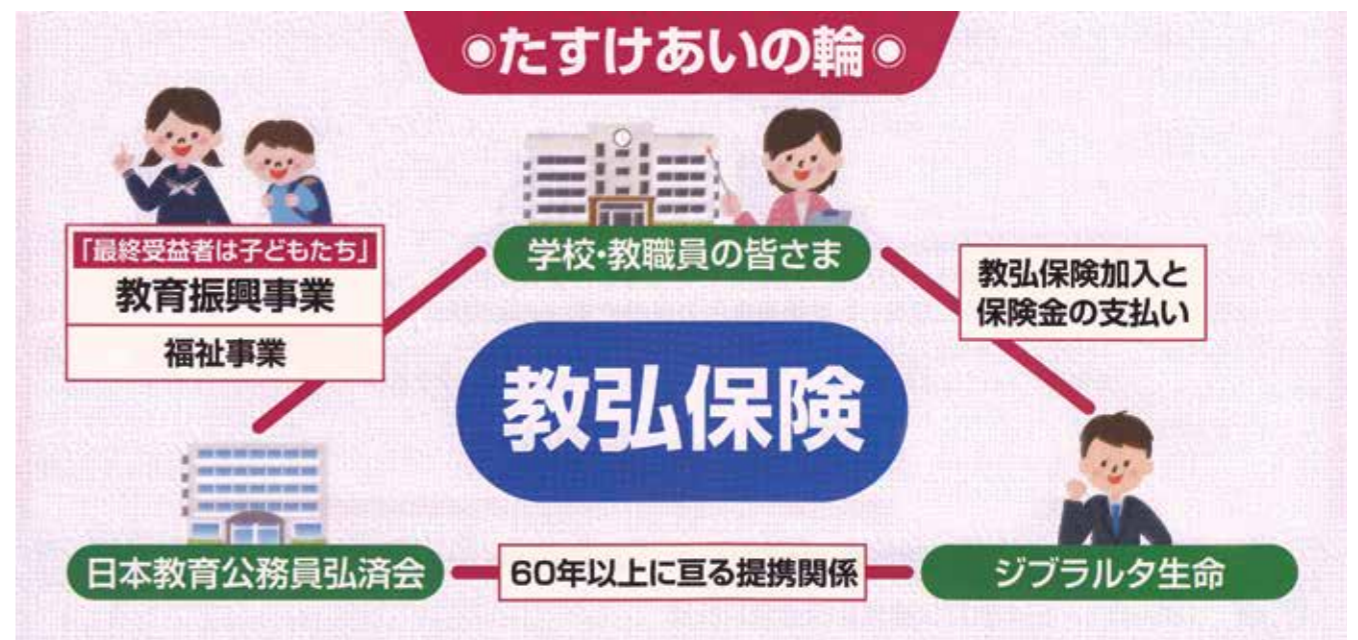 ◉たすけあいの輪◉
学校・教職員の皆さま
「最終受益者は子どもたち」
教育振興事業
福祉事業
教弘保険加入と
保険金の支払い
教弘保険
日本教育公務員弘済会
60年以上に亘る提携関係
ジブラルタ生命